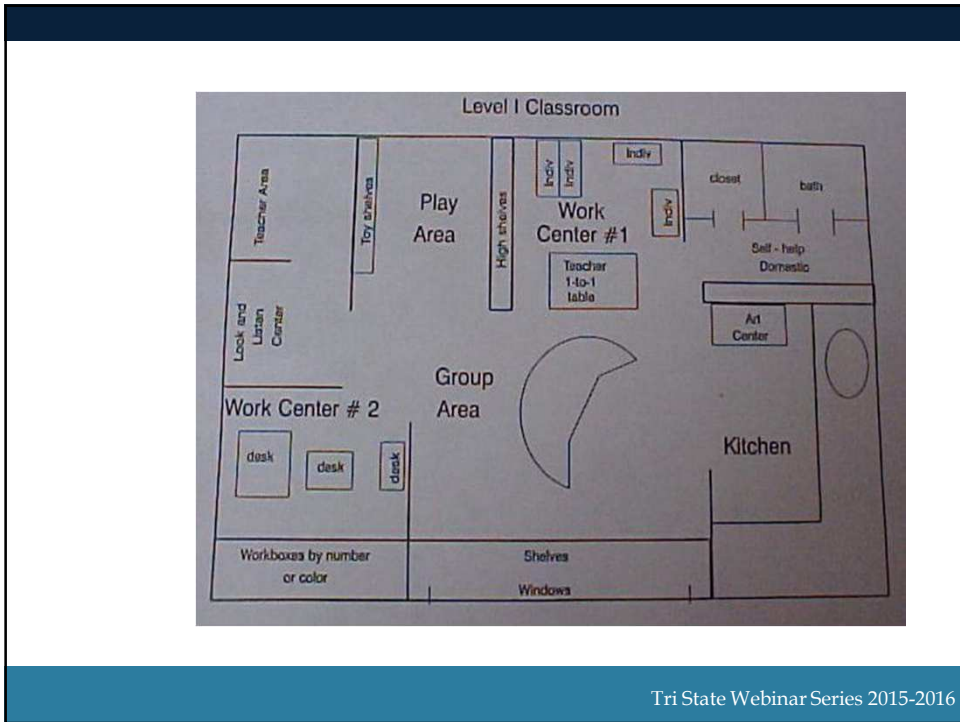 Level I Classroom
Teacher Area
Toy shelves
Play
Area
High shelves
Indiv
Indiv
Indiv
Indiv
Work
Center #1
Teacher
1-to-1
table
closet
bath
Self - help
Domestic
Art
Center
Look and
Listen
Center
Group
Area
Work Center # 2
desk
desk
desk
Kitchen
Workboxes by number
or color
Shelves
Windows
Tri State Webinar Series 2015-2016